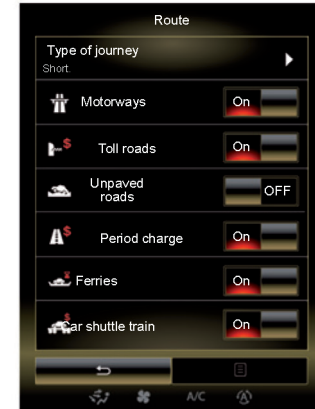 Route
Type of journey
Short
Motorways
On
Toll roads
On
Unpaved
roads
OFF
Period charge
On
Ferries
On
Car shuttle train
On
A/C